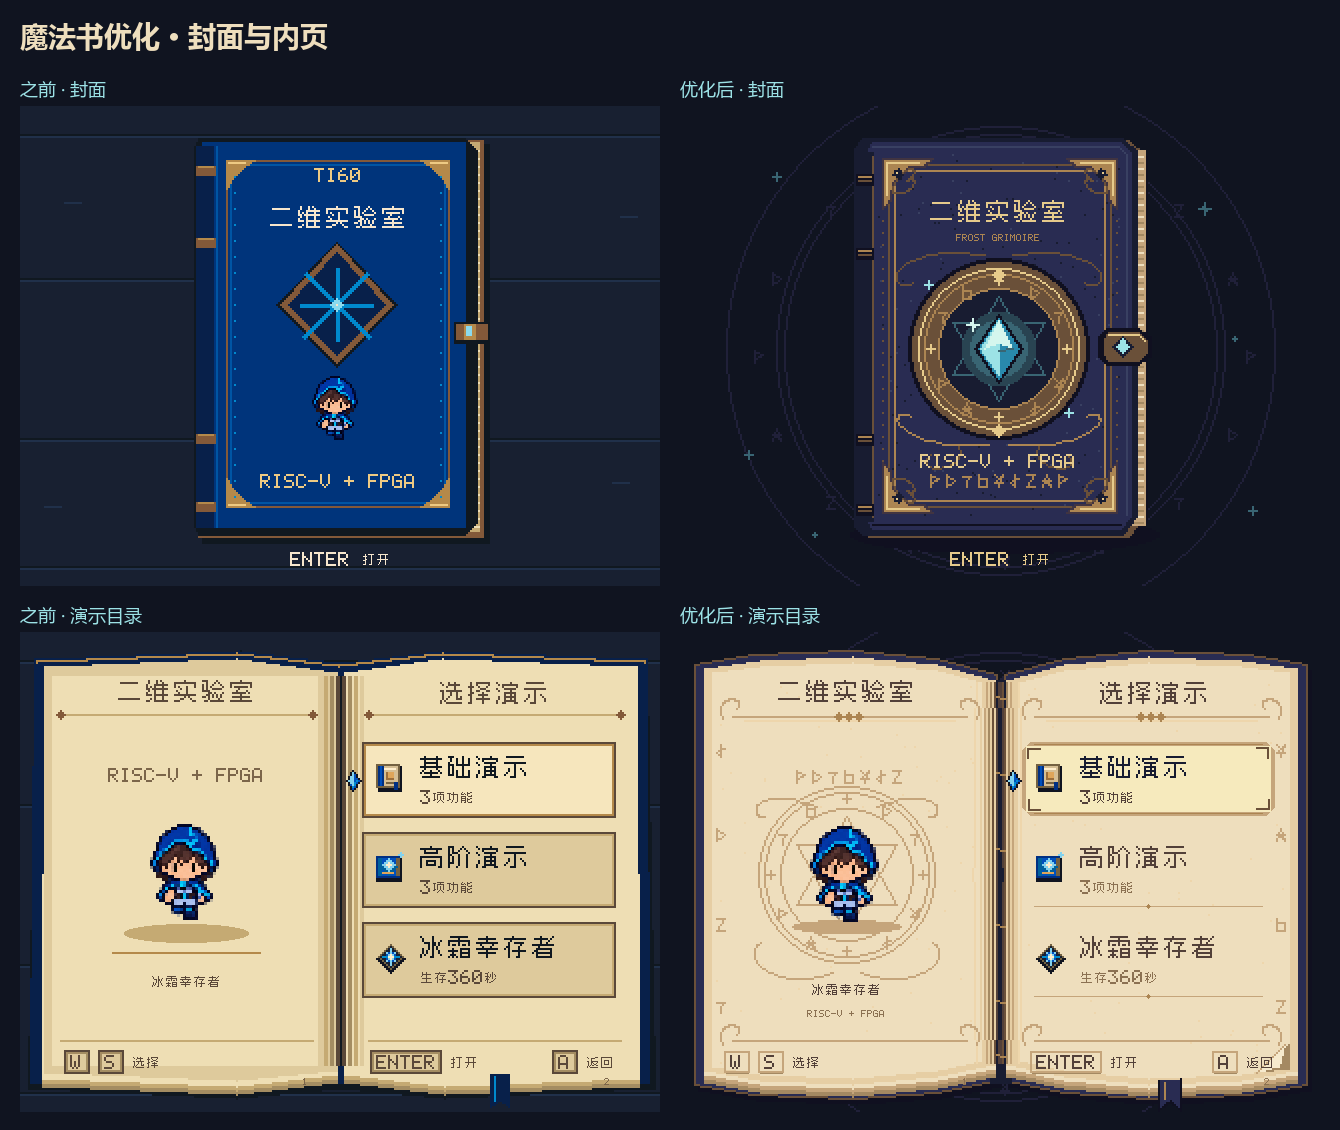 魔法书优化·封面与内页
之前·封面
TI60
二维实验室
RISC-V + FPGA
ENTER 打开
优化后·封面
二维实验室
FROST GRIMOIRE
RISC-V + FPGA
ENTER 打开
之前·演示目录
二维实验室
RISC-V + FPGA
冰霜幸存者
W S 选择
1
选择演示
基础演示
3项功能
高阶演示
3项功能
冰霜幸存者
生存360秒
ENTER 打开 A 返回
2
优化后·演示目录
二维实验室
冰霜幸存者
RISC-V + FPGA
W S 选择
选择演示
基础演示
3项功能
高阶演示
3项功能
冰霜幸存者
生存360秒
ENTER 打开 A 返回
2